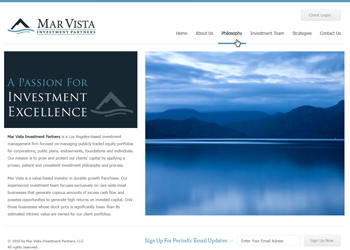 Client Login
MAR VISTA
INVESTMENT PARTNERS
Home About Us Philosophy Investment Team Strategies Contact Us
A PASSION FOR
INVESTMENT
EXCELLENCE
Mar Vista Investment Partners is a Los Angeles-based investment
management firm focused on managing publicly-traded equity portfolios
for corporations, public plans, endowments, foundations and individuals.
Our mission is to grow and protect our clients' capital by applying a
proven, patient and consistent investment philosophy and process.
Mar Vista is a value-investor in durable growth franchises. Our
experienced investment team focuses exclusively on rare wide-moat
businesses that generate copious amounts of excess cash flow and
possess opportunities to generate high returns on invested capital. Only
those businesses whose stock price is significantly lower than its
estimated intrinsic value are owned for our client portfolios.
by Mar Vista Investment Partners, LLC.
All rights reserved.
Sign Up For Periodic Email Updates
Sign Up Now